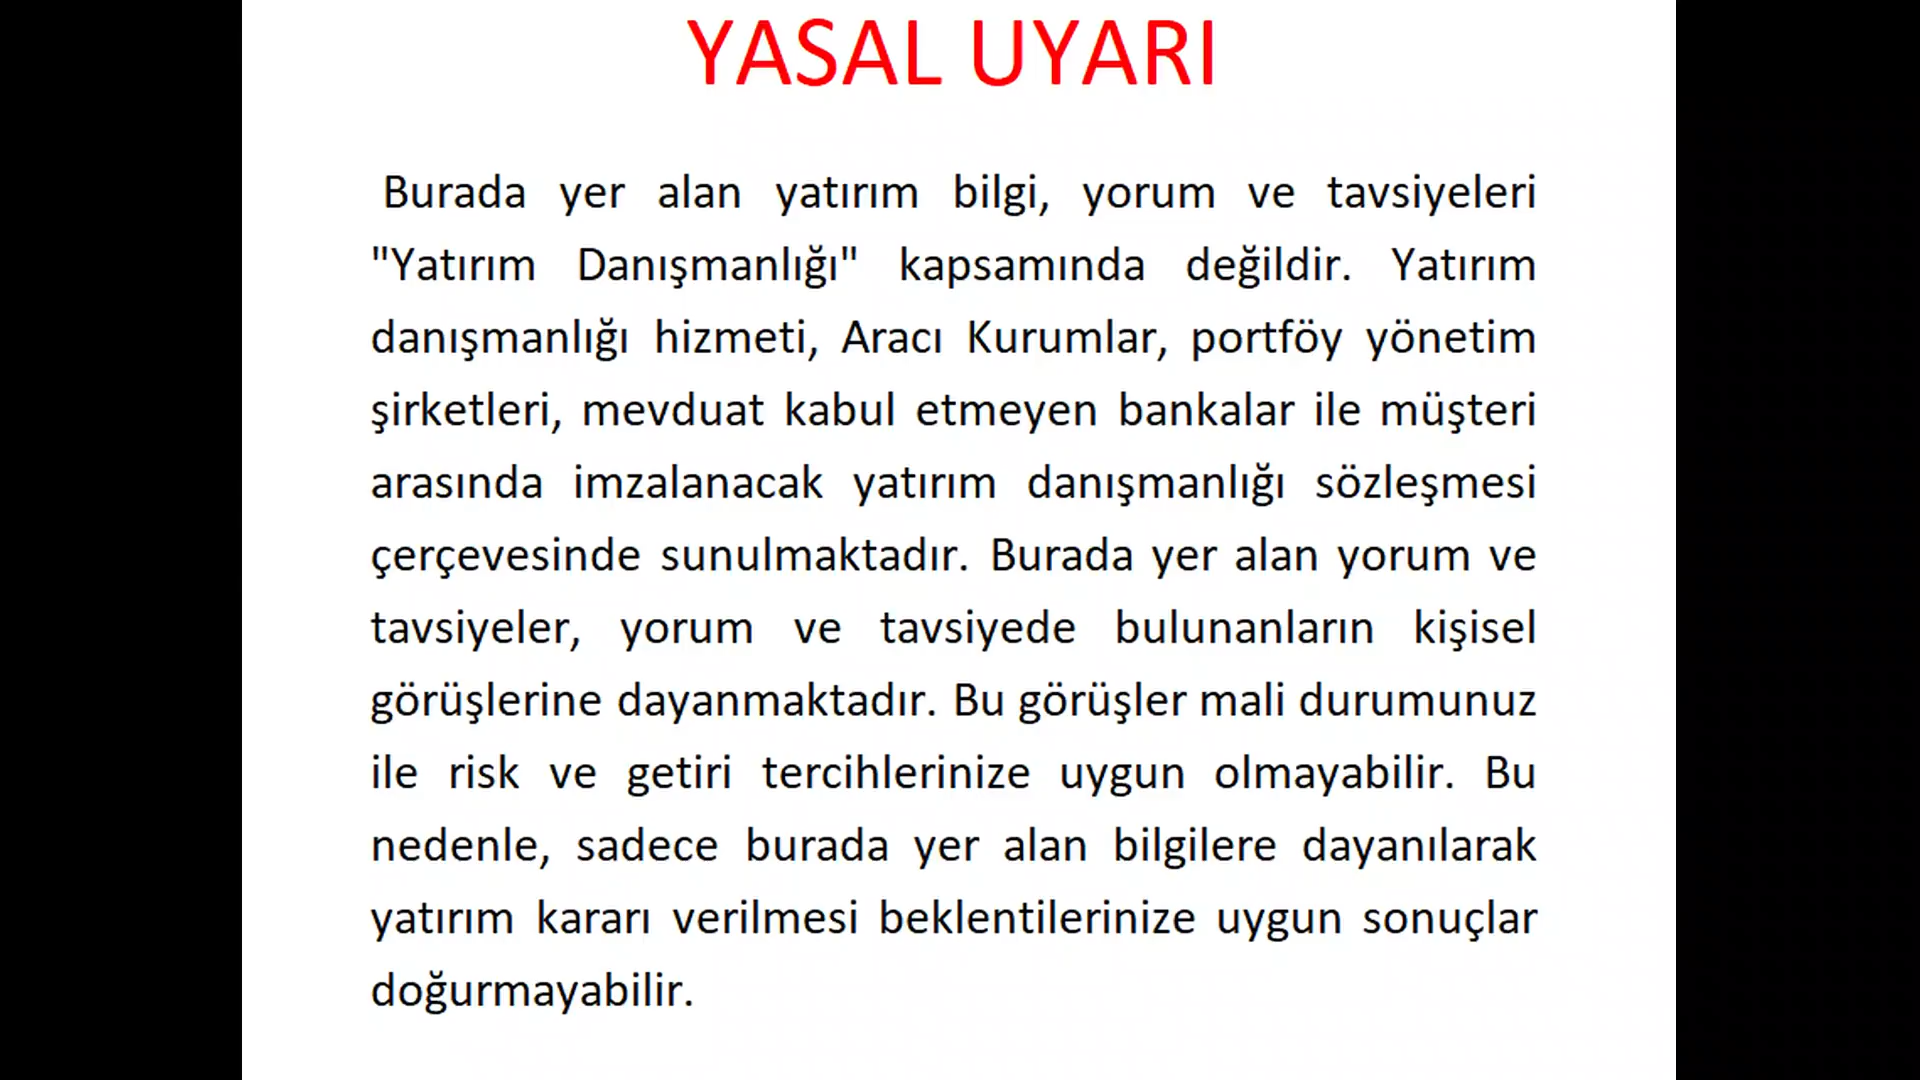 YASAL UYARI
Burada yer alan yatırım bilgi, yorum ve tavsiyeleri
"Yatırım Danışmanlığı" kapsamında değildir. Yatırım
danışmanlığı hizmeti, Aracı Kurumlar, portföy yönetim
şirketleri, mevduat kabul etmeyen bankalar ile müşteri
arasında imzalanacak yatırım danışmanlığı sözleşmesi
çerçevesinde sunulmaktadır. Burada yer alan yorum ve
tavsiyeler, yorum ve tavsiyede bulunanların kişisel
görüşlerine dayanmaktadır. Bu görüşler mali durumunuz
ile risk ve getiri tercihlerinize uygun olmayabilir. Bu
nedenle, sadece burada yer alan bilgilere dayanılarak
yatırım kararı verilmesi beklentilerinize uygun sonuçlar
doğurmayabilir.